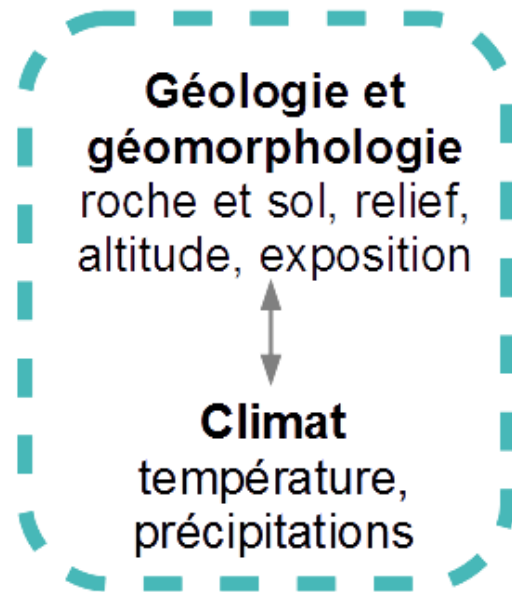 Géologie et
géomorphologie
roche et sol, relief,
altitude, exposition
Climat
température,
précipitations